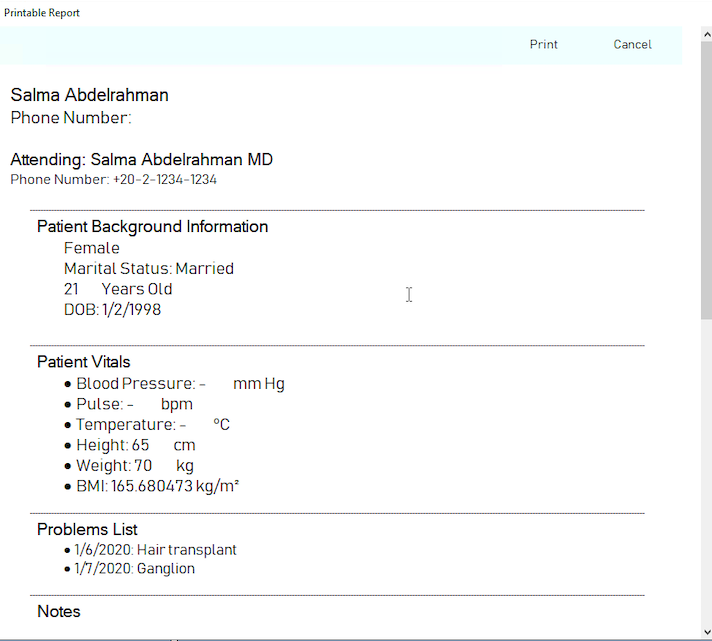 Printable Report
Print Cancel
Salma Abdelrahman
Phone Number:
Attending: Salma Abdelrahman MD
Phone Number: +20-2-1234-1234
Patient Background Information
Female
Marital Status: Married
21 Years Old
DOB: 1/2/1998
Patient Vitals
• Blood Pressure: - mm Hg
• Pulse: - bpm
• Temperature: - °C
• Height: 65 cm
• Weight: 70 kg
• BMI: 165.680473 kg/m²
Problems List
• 1/6/2020: Hair transplant
• 1/7/2020: Ganglion
Notes